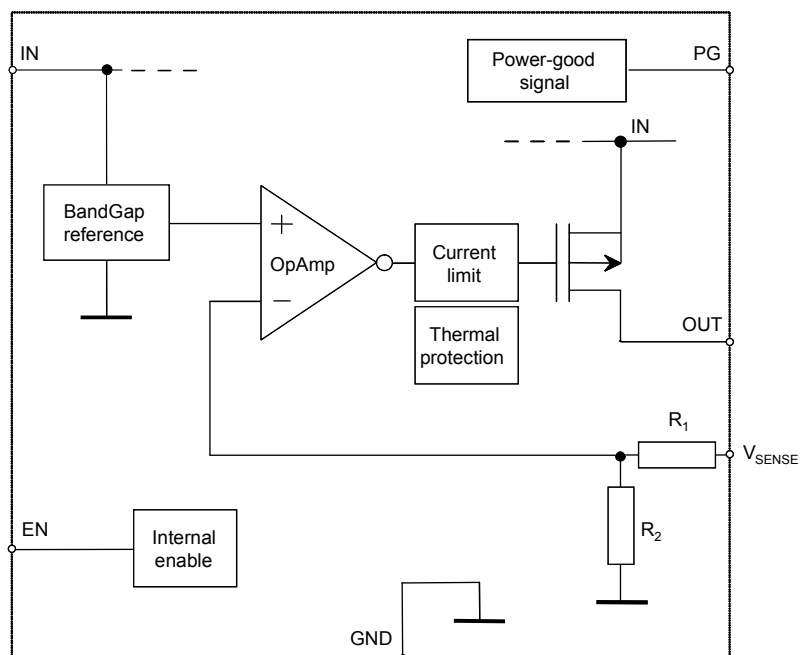 IN
PG
Power-good
signal
IN
BandGap
reference
+
OpAmp
−
Current
limit
Thermal
protection
OUT
R₁
V_SENSE
R₂
EN
Internal
enable
GND